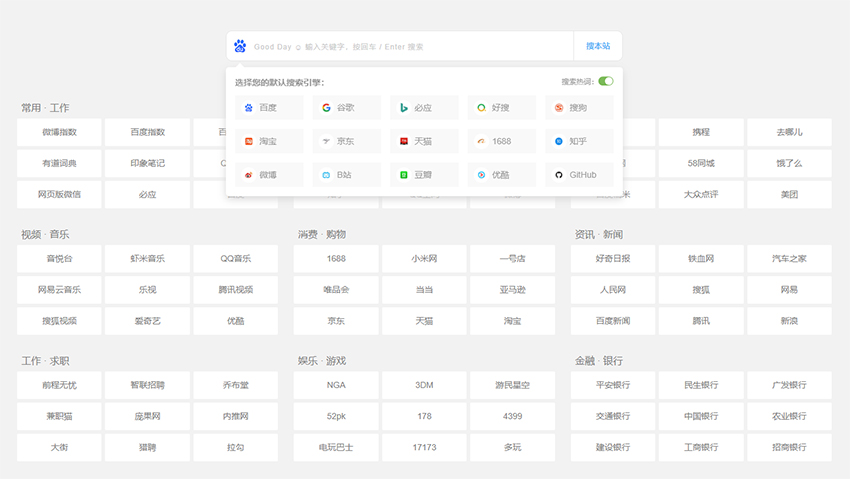 Good Day ☺ 输入关键字，按回车 / Enter 搜索
搜本站
选择您的默认搜索引擎：
搜索热词：
百度 谷歌 必应 好搜 搜狗
淘宝 京东 天猫 1688 知乎
微博 B站 豆瓣 优酷 GitHub
常用 · 工作
微博指数 百度指数
有道词典 印象笔记
网页版微信 必应
携程 去哪儿
58同城 饿了么
大众点评 美团
视频 · 音乐
音悦台 虾米音乐 QQ音乐
网易云音乐 乐视 腾讯视频
搜狐视频 爱奇艺 优酷
消费 · 购物
1688 小米网 一号店
唯品会 当当 亚马逊
京东 天猫 淘宝
资讯 · 新闻
好奇日报 铁血网 汽车之家
人民网 搜狐 网易
百度新闻 腾讯 新浪
工作 · 求职
前程无忧 智联招聘 乔布堂
兼职猫 庞果网 内推网
大街 猎聘 拉勾
娱乐 · 游戏
NGA 3DM 游民星空
52pk 178 4399
电玩巴士 17173 多玩
金融 · 银行
平安银行 民生银行 广发银行
交通银行 中国银行 农业银行
建设银行 工商银行 招商银行